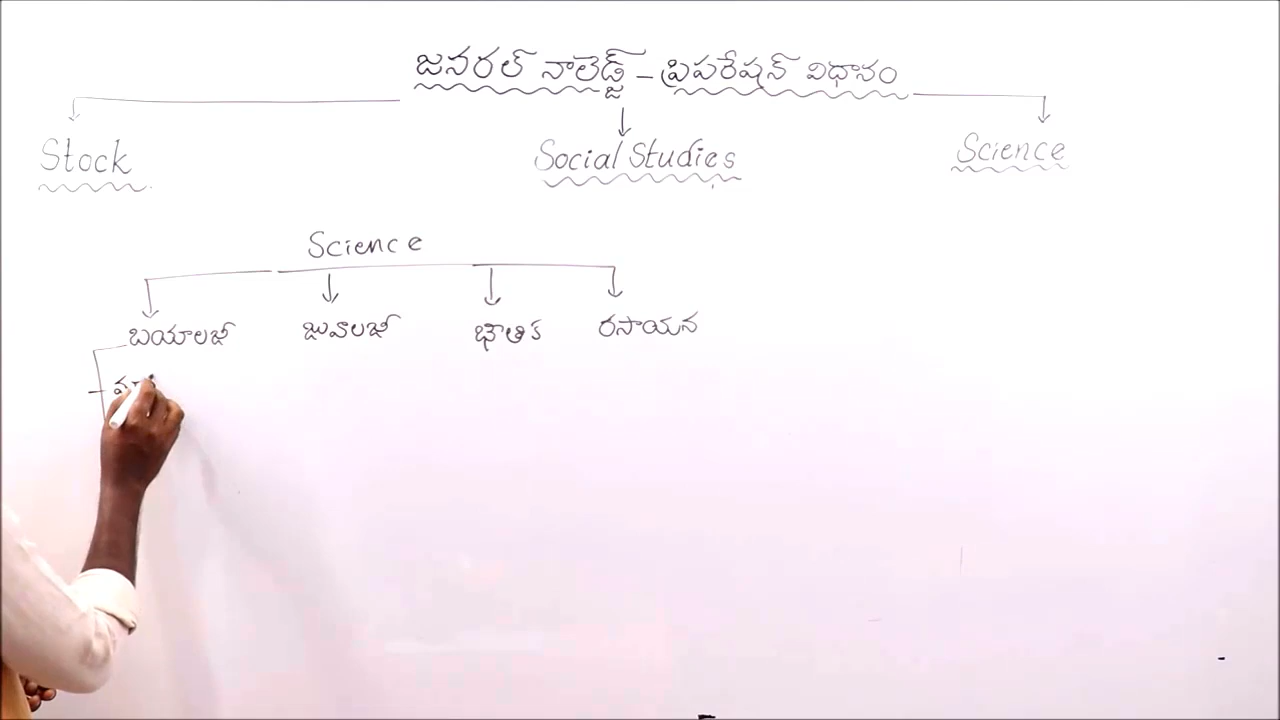 జనరల్ నాలెడ్జ్ – ప్రిపరేషన్ విధానం
Stock Social Studies Science
Science
బయాలజీ జువాలజీ భౌతిక రసాయన